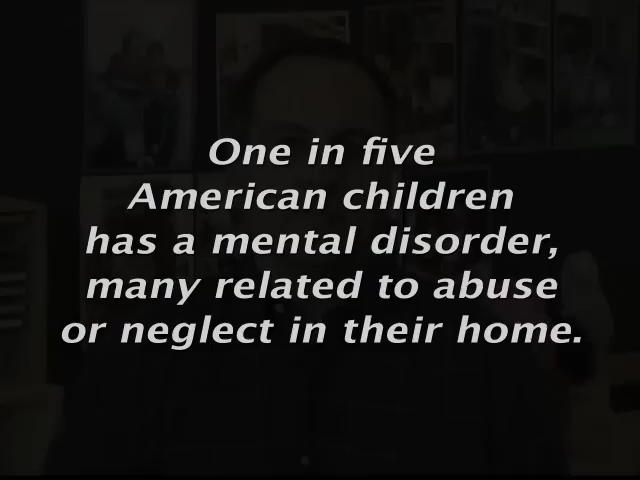 One in five
American children
has a mental disorder,
many related to abuse
or neglect in their home.